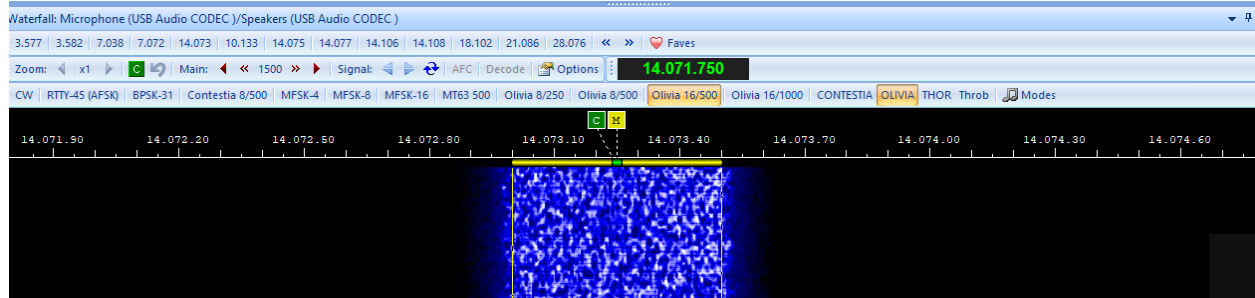 Waterfall: Microphone (USB Audio CODEC )/Speakers (USB Audio CODEC )
3.577 3.582 7.038 7.072 14.073 10.133 14.075 14.077 14.106 14.108 18.102 21.086 28.076 « » Faves
Zoom: x1 C Main: « 1500 » Signal: AFC Decode Options 14.071.750
CW RTTY-45 (AFSK) BPSK-31 Contestia 8/500 MFSK-4 MFSK-8 MFSK-16 MT63 500 Olivia 8/250 Olivia 8/500 Olivia 16/500 Olivia 16/1000 CONTESTIA OLIVIA THOR Throb Modes
C M
14.071.90 14.072.20 14.072.50 14.072.80 14.073.10 14.073.40 14.073.70 14.074.00 14.074.30 14.074.60